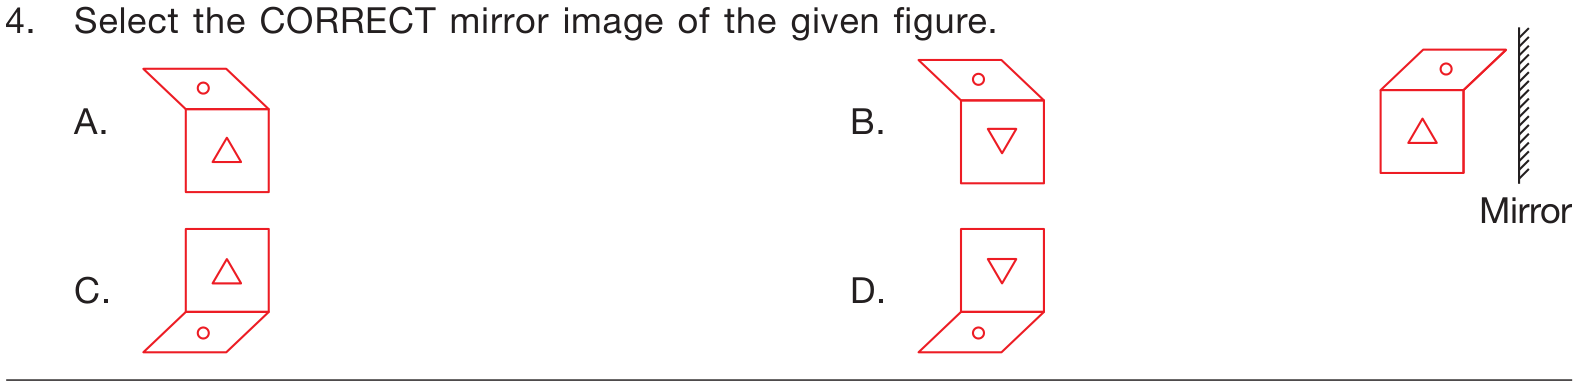 4. Select the CORRECT mirror image of the given figure.
A.
B.
Mirror
C.
D.